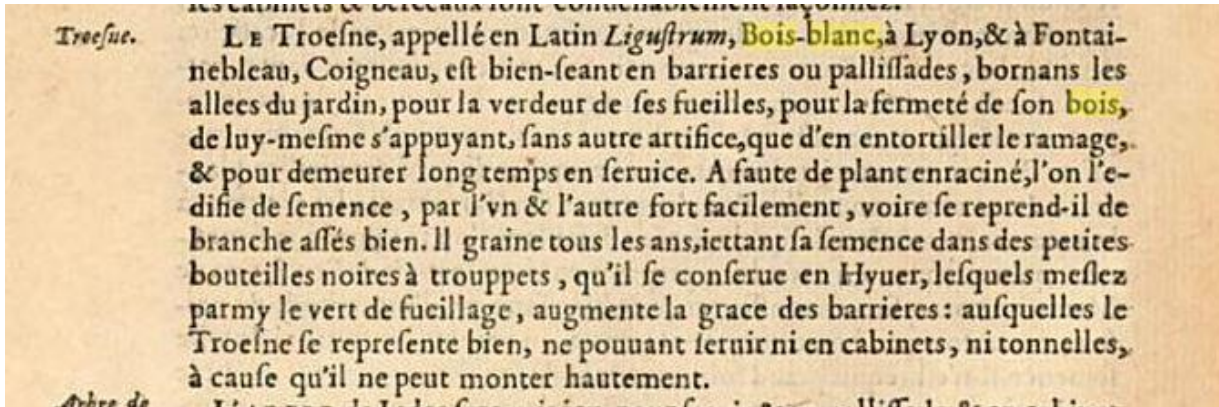 Troeſne.
LE Troeſne, appellé en Latin Liguſtrum, Bois-blanc, à Lyon, & à Fontai-
nebleau, Coigneau, eſt bien-ſeant en barrieres ou palliſſades, bornans les
allees du jardin, pour la verdeur de ſes fueilles, pour la fermeté de ſon bois,
de luy-meſme s'appuyant, ſans autre artifice, que d'en entortiller le ramage,
& pour demeurer long temps en ſeruice. A faute de plant enraciné, l'on l'e-
difie de ſemence, par l'vn & l'autre fort facilement, voire ſe reprend-il de
branche aſſés bien. Il graine tous les ans, iettant ſa ſemence dans des petites
bouteilles noires à trouppets, qu'il ſe conſerue en Hyuer, leſquels meſlez
parmy le vert de fueillage, augmente la grace des barrieres: auſquelles le
Troeſne ſe repreſente bien, ne pouuant ſeruir ni en cabinets, ni tonnelles,
à cauſe qu'il ne peut monter hautement.
Arbre de